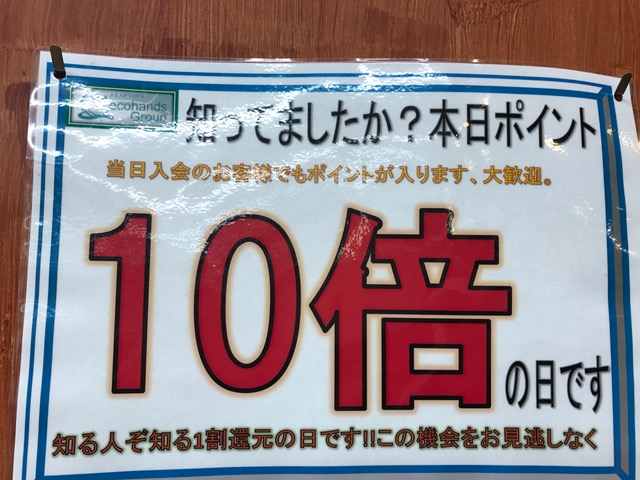 ecohands
Group
知ってましたか？本日ポイント
当日入会のお客様でもポイントが入ります、大歓迎。
10倍
の日です
知る人ぞ知る1割還元の日です!!この機会をお見逃しなく